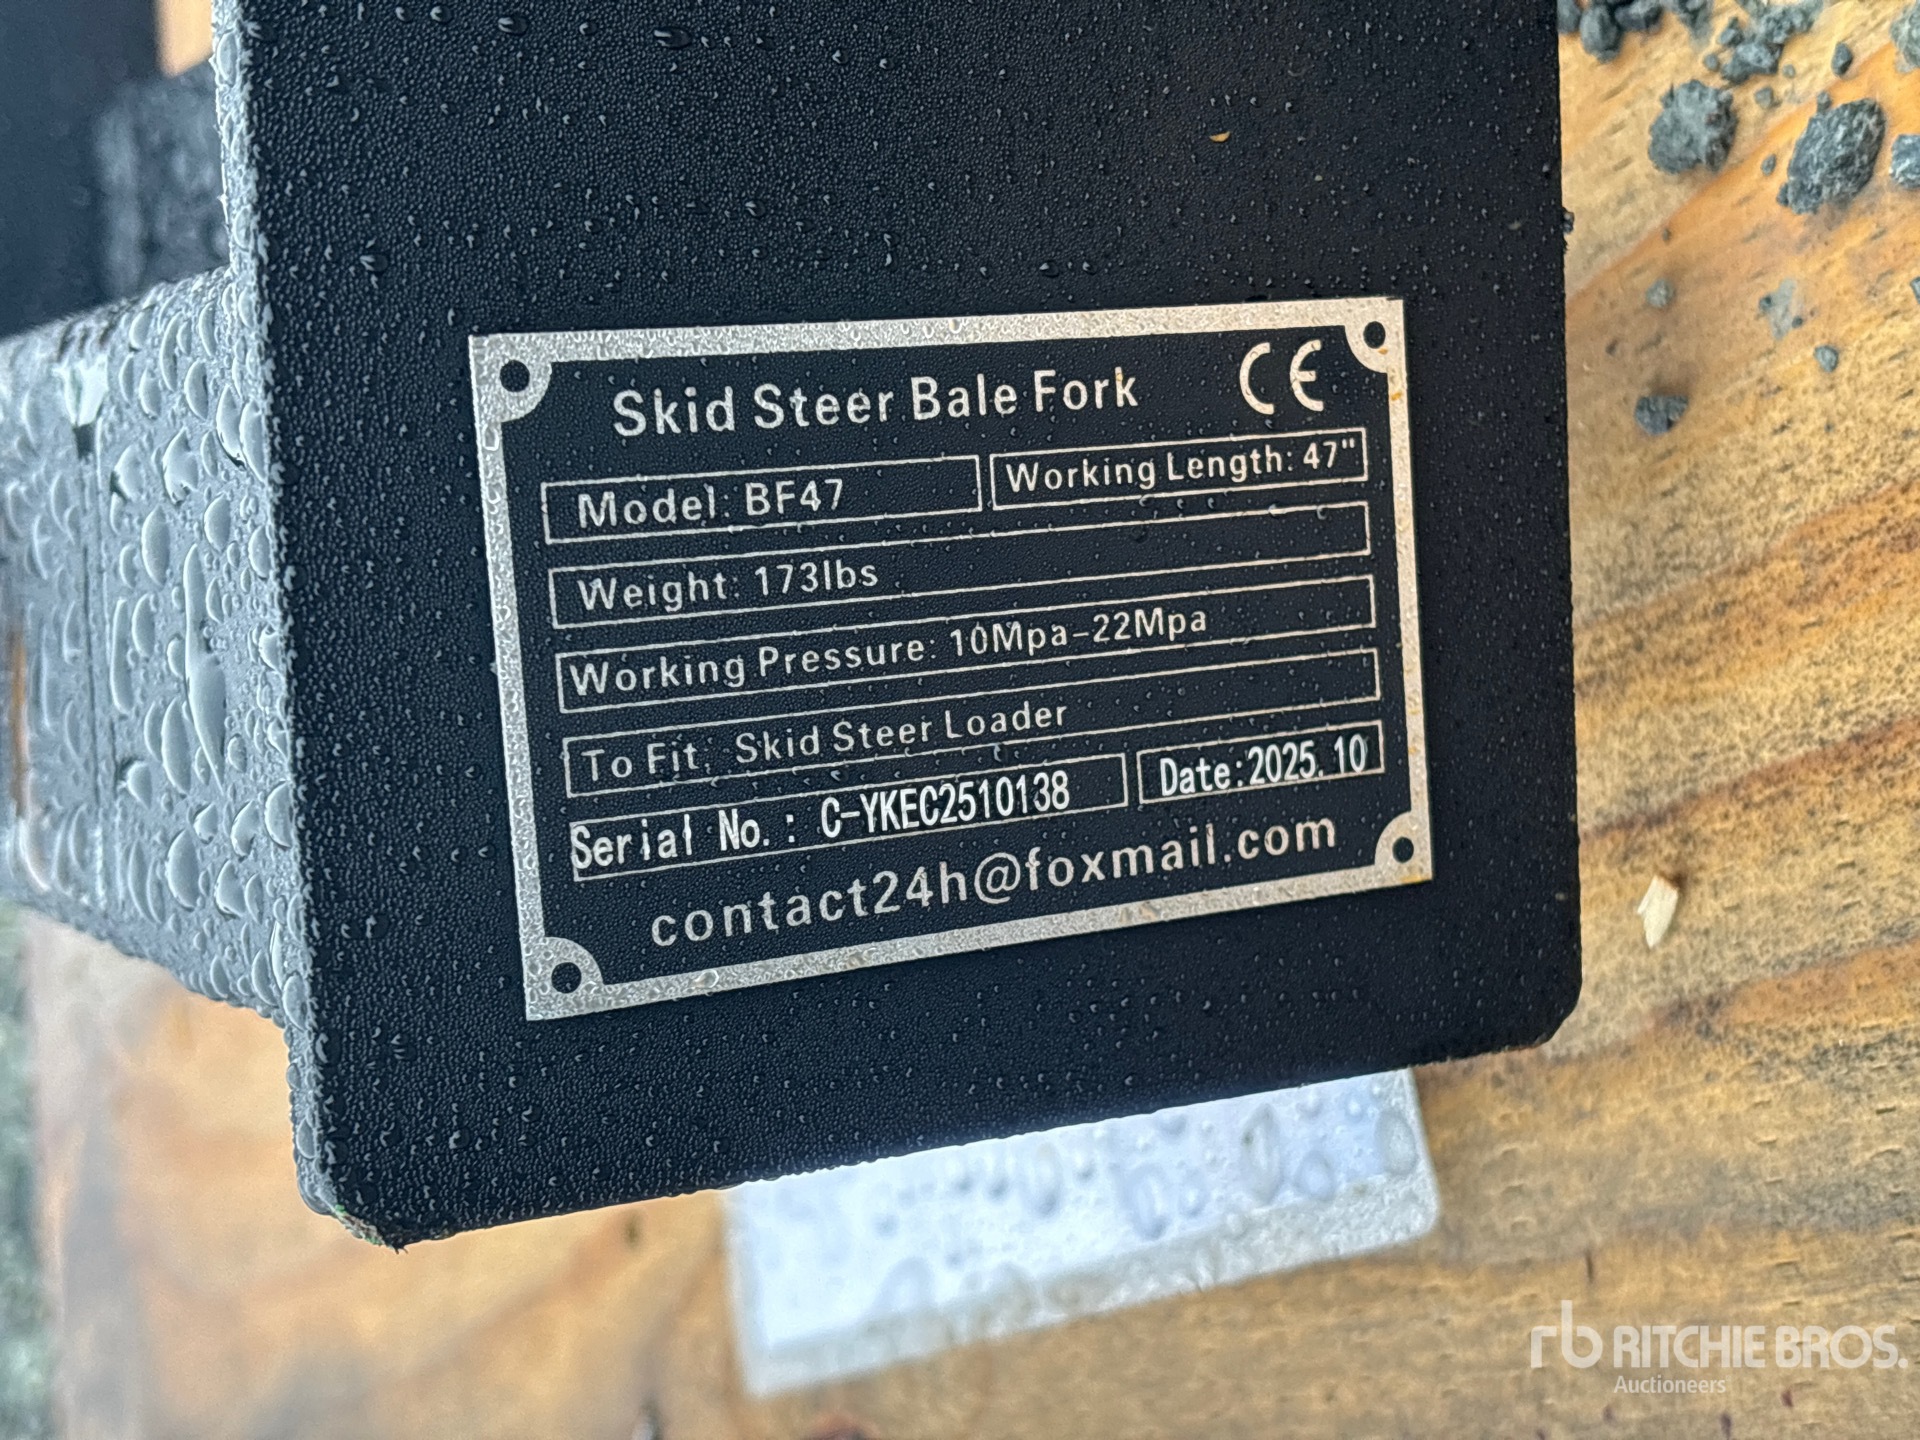 Skid Steer Bale Fork CE
Model: BF47 Working Length: 47"
Weight: 173lbs
Working Pressure: 10Mpa-22Mpa
To Fit: Skid Steer Loader
Serial No.: C-YKEC2510138 Date:2025.10
contact24h@foxmail.com
rb RITCHIE BROS.
Auctioneers